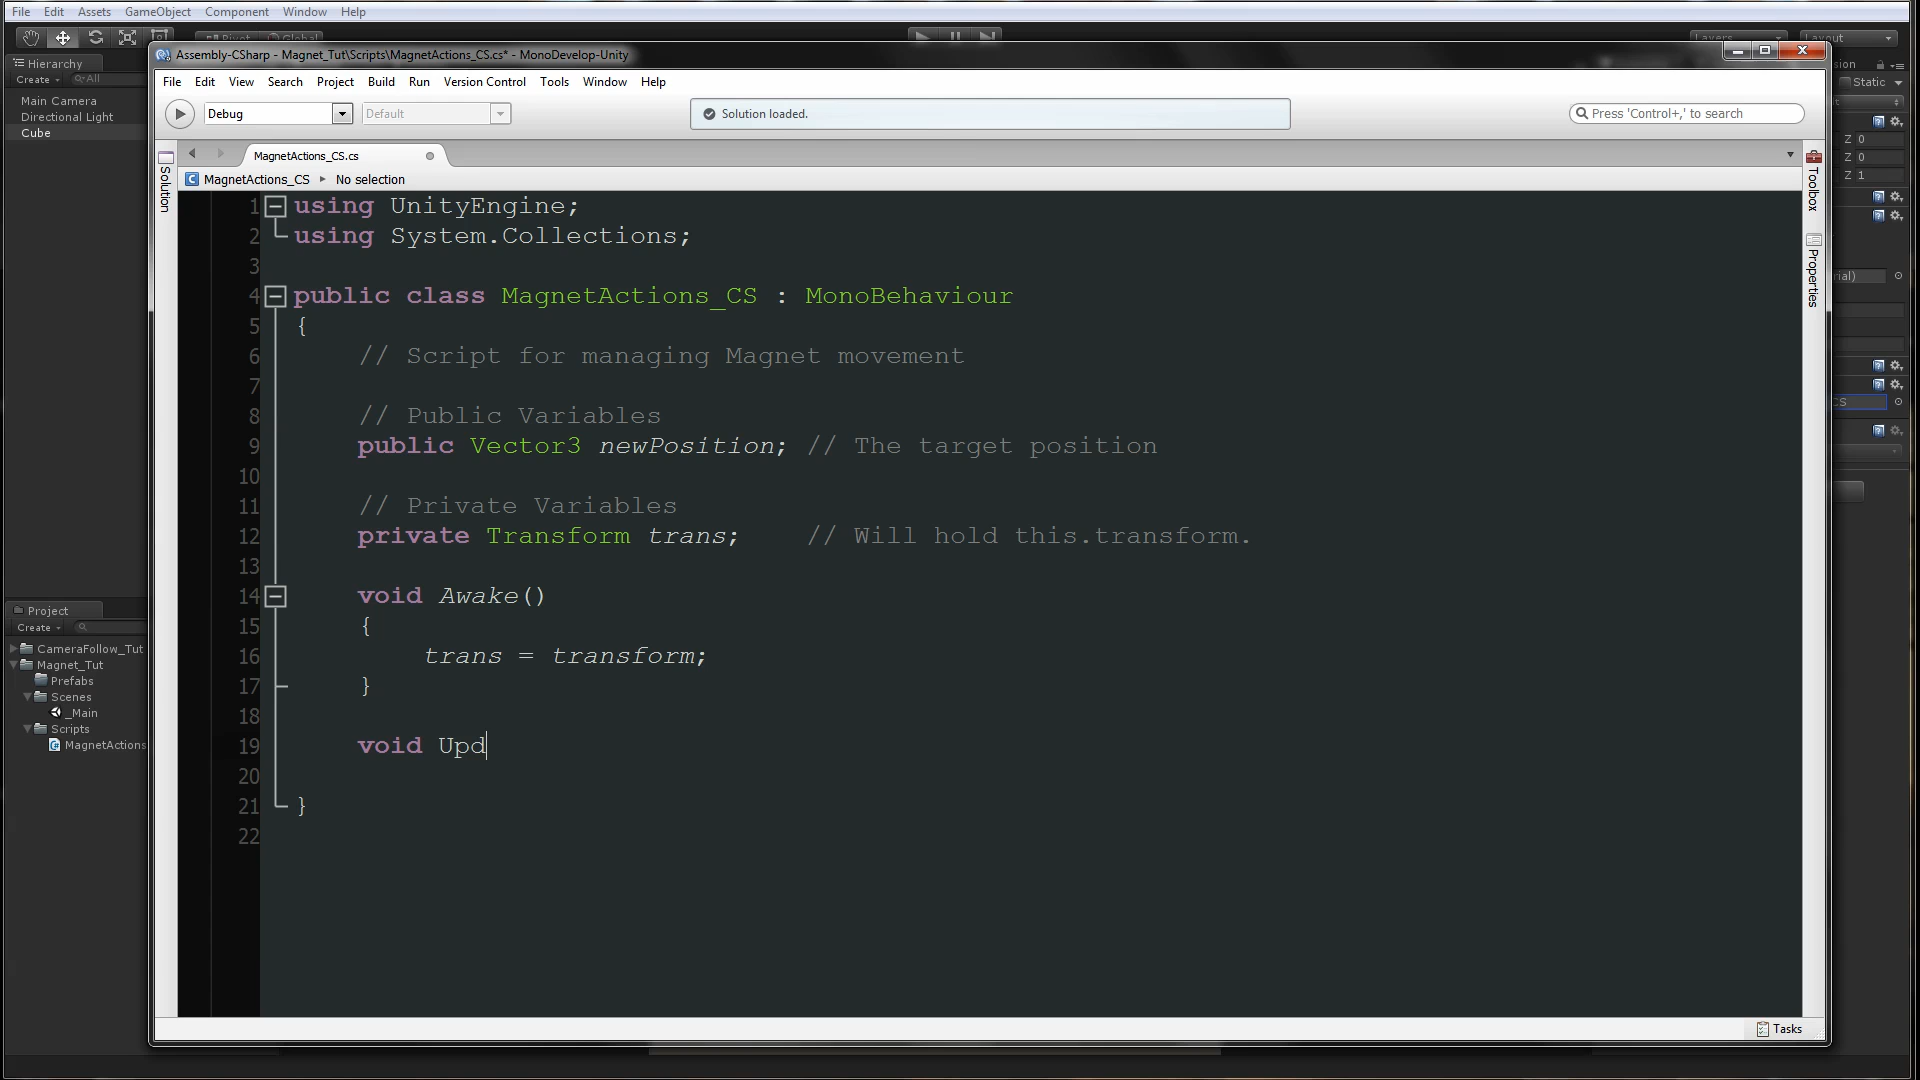 File Edit Assets GameObject Component Window Help
Pivot Global Layers Layout
Assembly-CSharp - Magnet_Tut\Scripts\MagnetActions_CS.cs* - MonoDevelop-Unity
Hierarchy
Create All
Main Camera
Directional Light
Cube
File Edit View Search Project Build Run Version Control Tools Window Help
Debug Default Solution loaded. Press 'Control+,' to search
Static
Z 0
Z 0
Z 1
MagnetActions_CS.cs
MagnetActions_CS No selection
Solution
Toolbox
Properties
1 using UnityEngine;
2 using System.Collections;
3
4 public class MagnetActions_CS : MonoBehaviour
5 {
6 // Script for managing Magnet movement
7
8 // Public Variables
9 public Vector3 newPosition; // The target position
10
11 // Private Variables
12 private Transform trans; // Will hold this.transform.
13
14 void Awake()
15 {
16 trans = transform;
17 }
18
19 void Upd
20
21 }
22
Project
Create
CameraFollow_Tut
Magnet_Tut
Prefabs
Scenes
_Main
Scripts
MagnetActions
Tasks